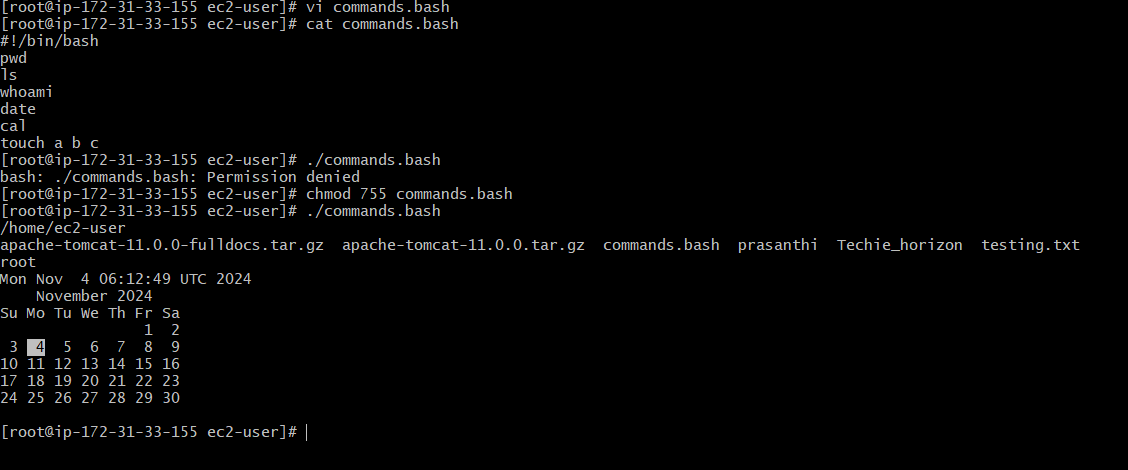 [root@ip-172-31-33-155 ec2-user]# vi commands.bash
[root@ip-172-31-33-155 ec2-user]# cat commands.bash
#!/bin/bash
pwd
ls
whoami
date
cal
touch a b c
[root@ip-172-31-33-155 ec2-user]# ./commands.bash
bash: ./commands.bash: Permission denied
[root@ip-172-31-33-155 ec2-user]# chmod 755 commands.bash
[root@ip-172-31-33-155 ec2-user]# ./commands.bash
/home/ec2-user
apache-tomcat-11.0.0-fulldocs.tar.gz  apache-tomcat-11.0.0.tar.gz  commands.bash  prasanthi  Techie_horizon  testing.txt
root
Mon Nov  4 06:12:49 UTC 2024
    November 2024
Su Mo Tu We Th Fr Sa
                1  2
 3  4  5  6  7  8  9
10 11 12 13 14 15 16
17 18 19 20 21 22 23
24 25 26 27 28 29 30
[root@ip-172-31-33-155 ec2-user]#